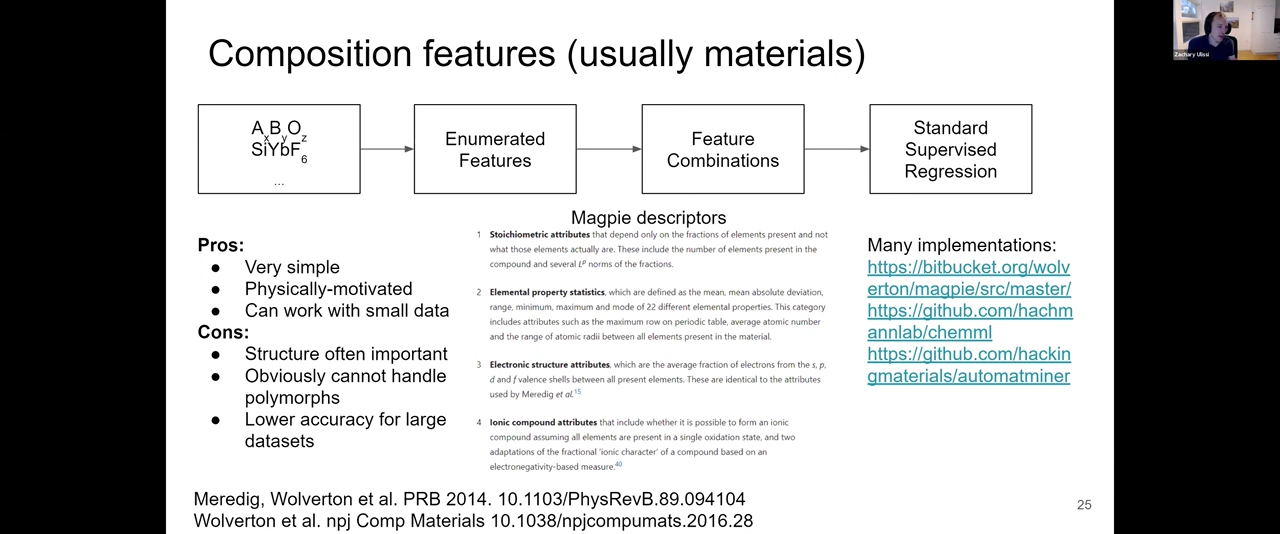 Composition features (usually materials)
Zachary Ulissi
AxByOz
SiYbF6
...
Enumerated
Features
Feature
Combinations
Standard
Supervised
Regression
Magpie descriptors
1 Stoichiometric attributes that depend only on the fractions of elements present and not
what those elements actually are. These include the number of elements present in the
compound and several Lp norms of the fractions.
2 Elemental property statistics, which are defined as the mean, mean absolute deviation,
range, minimum, maximum and mode of 22 different elemental properties. This category
includes attributes such as the maximum row on periodic table, average atomic number
and the range of atomic radii between all elements present in the material.
3 Electronic structure attributes, which are the average fraction of electrons from the s, p,
d and f valence shells between all present elements. These are identical to the attributes
used by Meredig et al.15
4 Ionic compound attributes that include whether it is possible to form an ionic
compound assuming all elements are present in a single oxidation state, and two
adaptations of the fractional 'ionic character' of a compound based on an
electronegativity-based measure.40
Pros:
● Very simple
● Physically-motivated
● Can work with small data
Cons:
● Structure often important
● Obviously cannot handle
polymorphs
● Lower accuracy for large
datasets
Many implementations:
https://bitbucket.org/wolv
erton/magpie/src/master/
https://github.com/hachm
annlab/chemml
https://github.com/hackin
gmaterials/automatminer
Meredig, Wolverton et al. PRB 2014. 10.1103/PhysRevB.89.094104
Wolverton et al. npj Comp Materials 10.1038/npjcompumats.2016.28
25